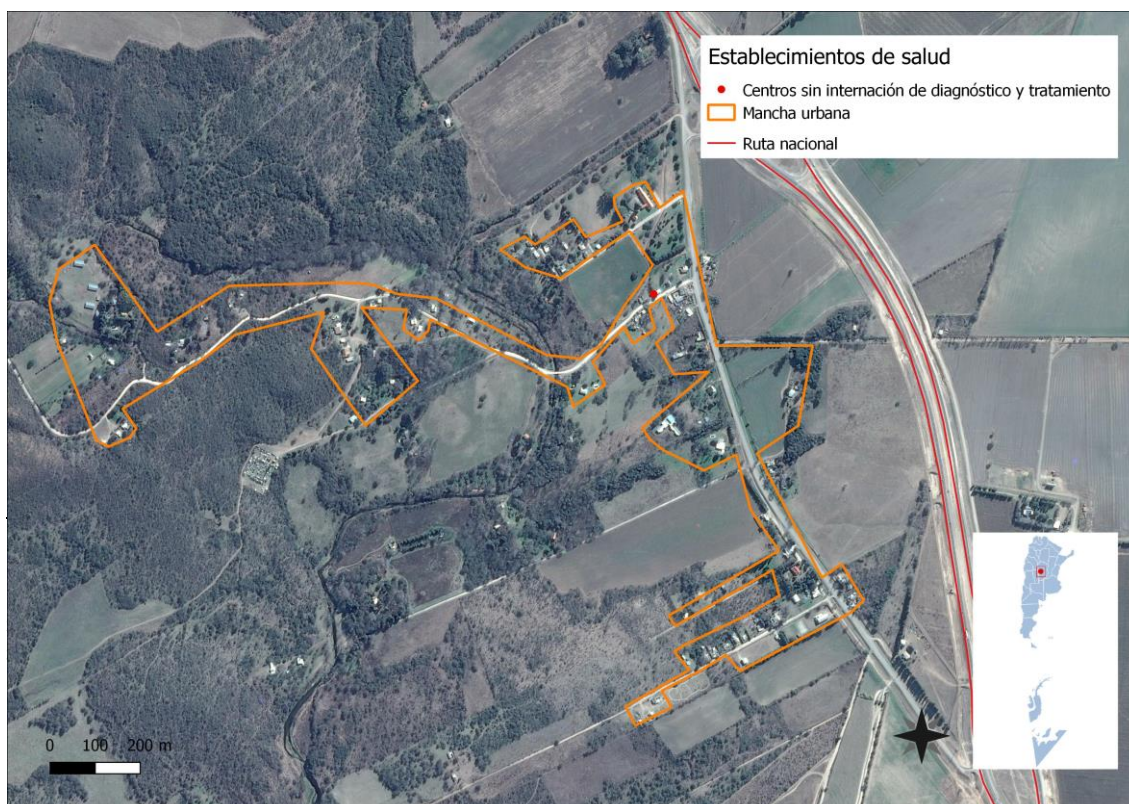 Establecimientos de salud
Centros sin internación de diagnóstico y tratamiento
Mancha urbana
Ruta nacional
0 100 200 m